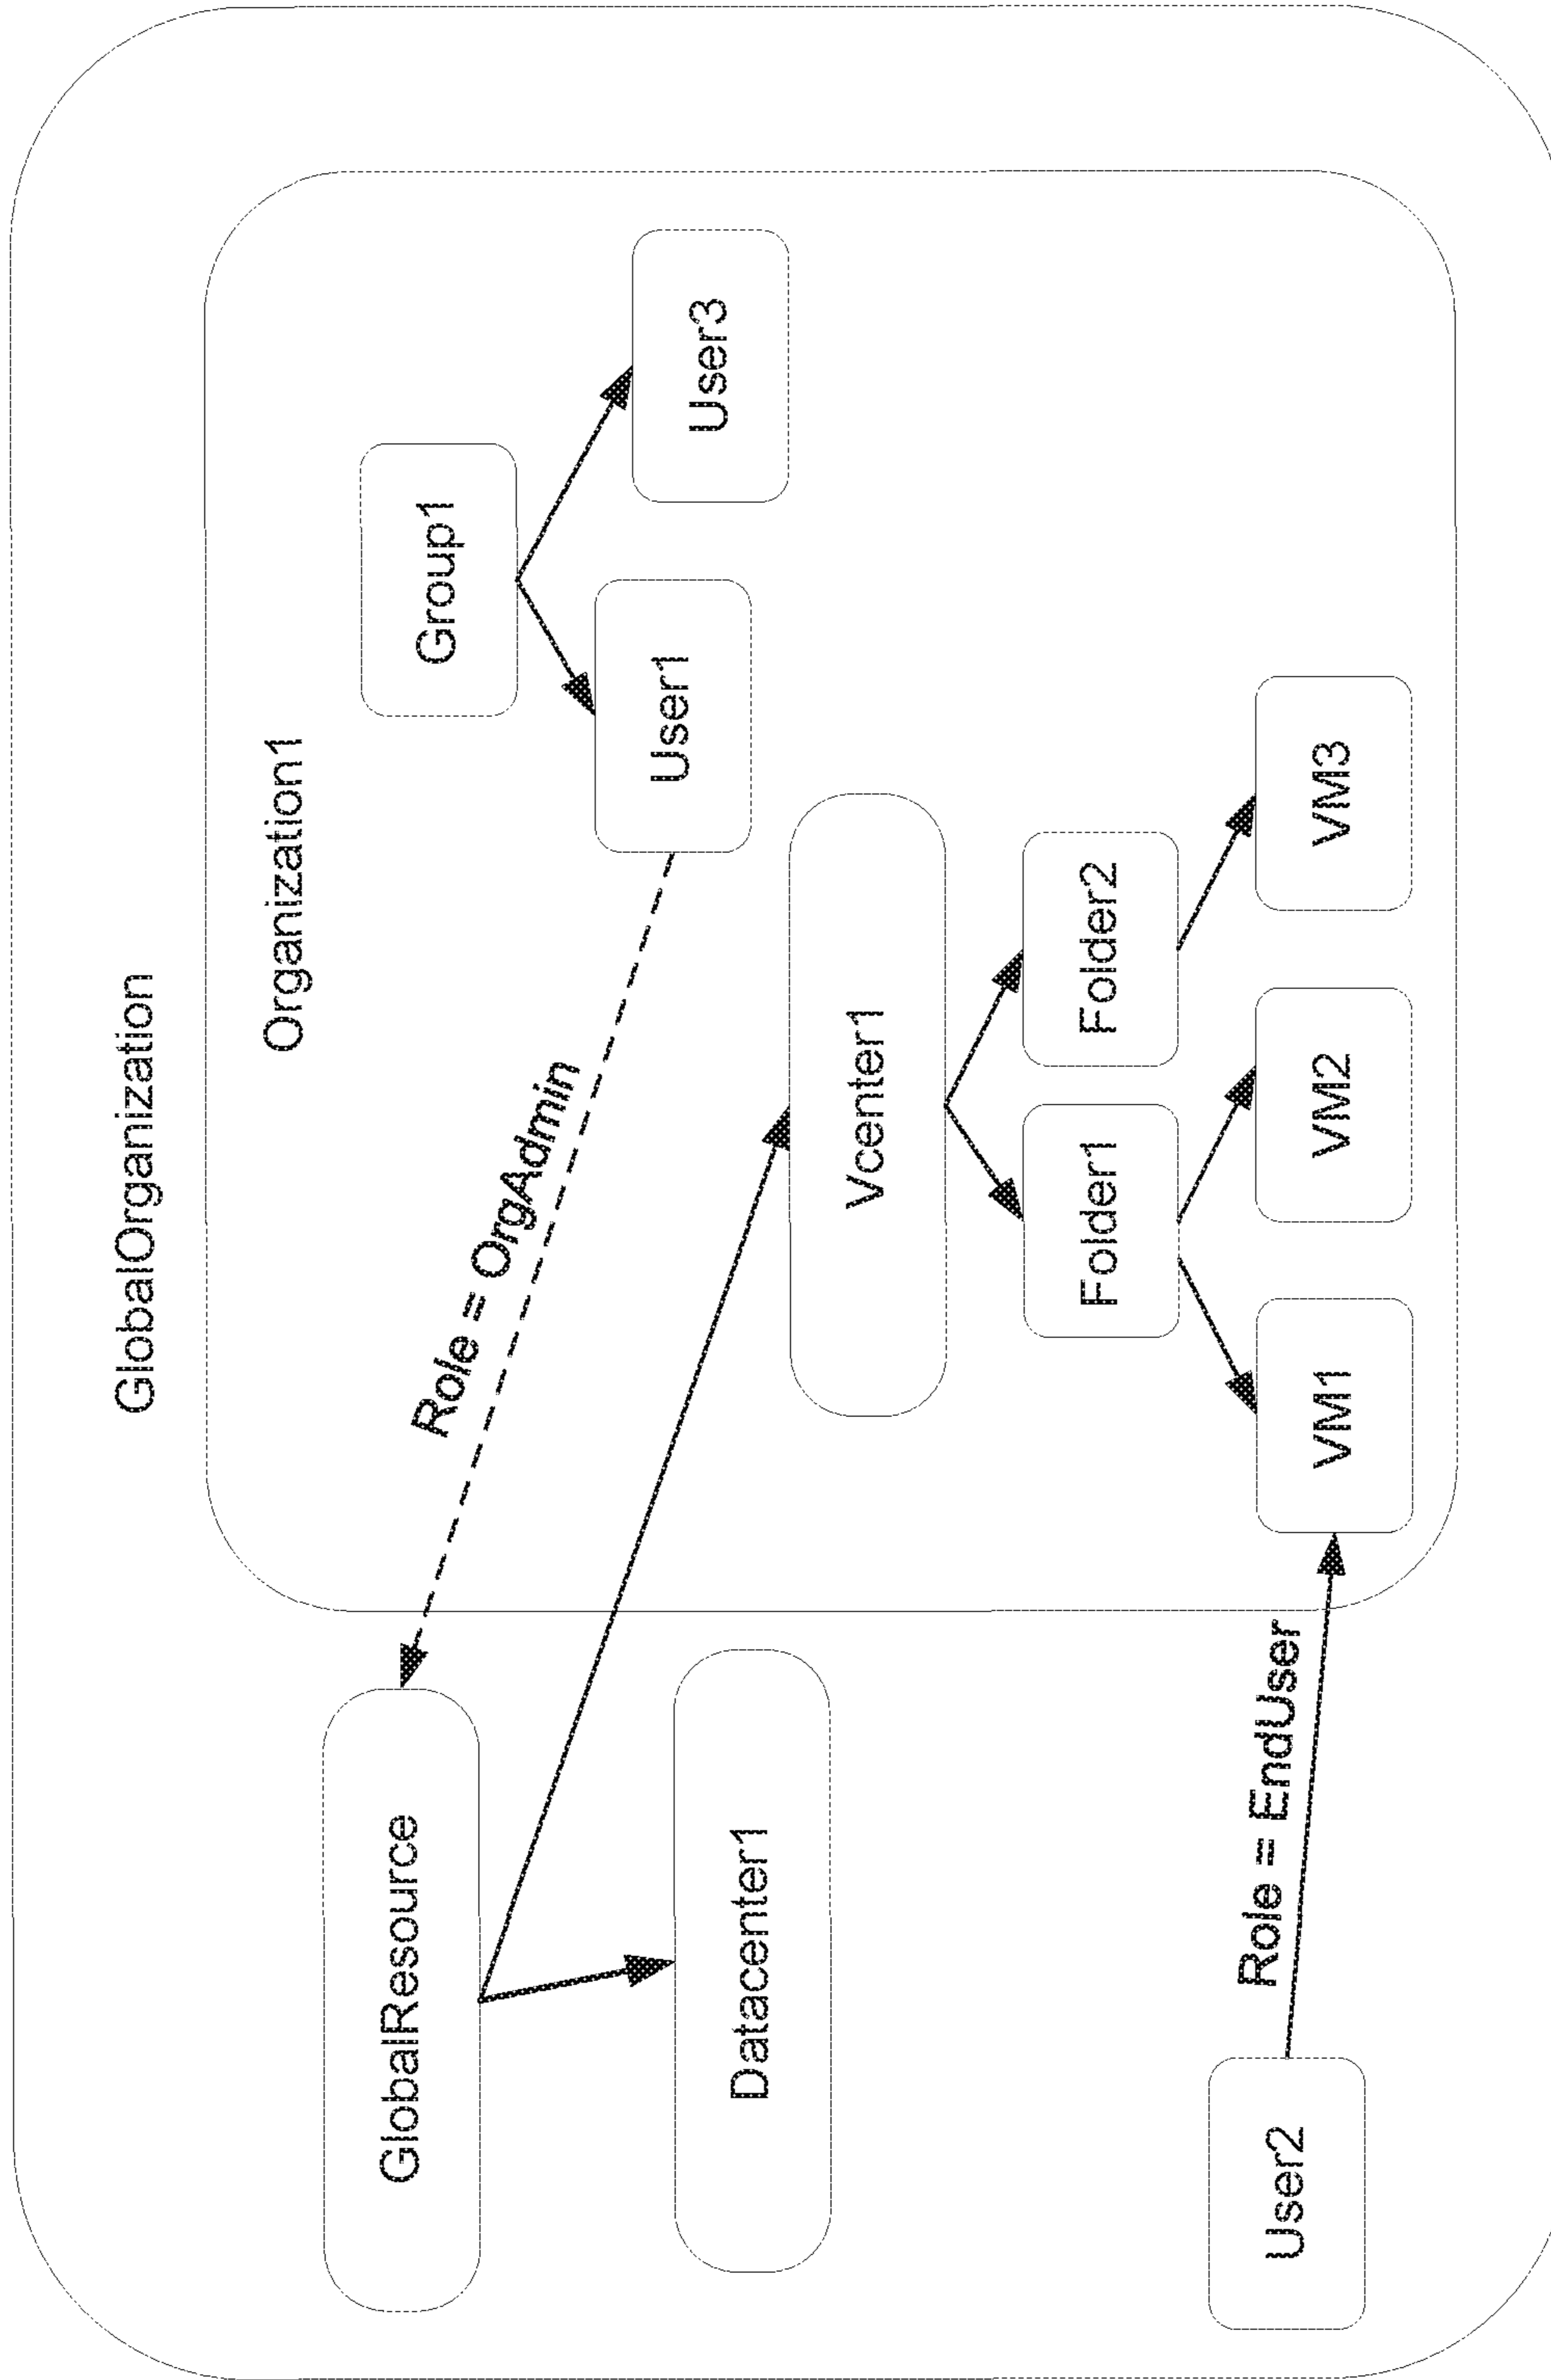 GlobalOrganization
Organization1
GlobalResource
Role = OrgAdmin
Group1
User1
User3
Datacenter1
Vcenter1
Folder1
Folder2
User2
Role = EndUser
VM1
VM2
VM3